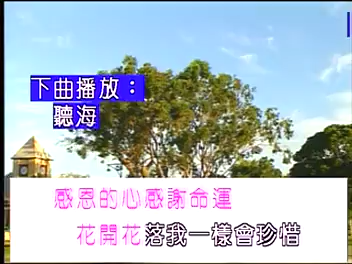 下曲播放：
聽海
感恩的心感謝命運
花開花落我一樣會珍惜